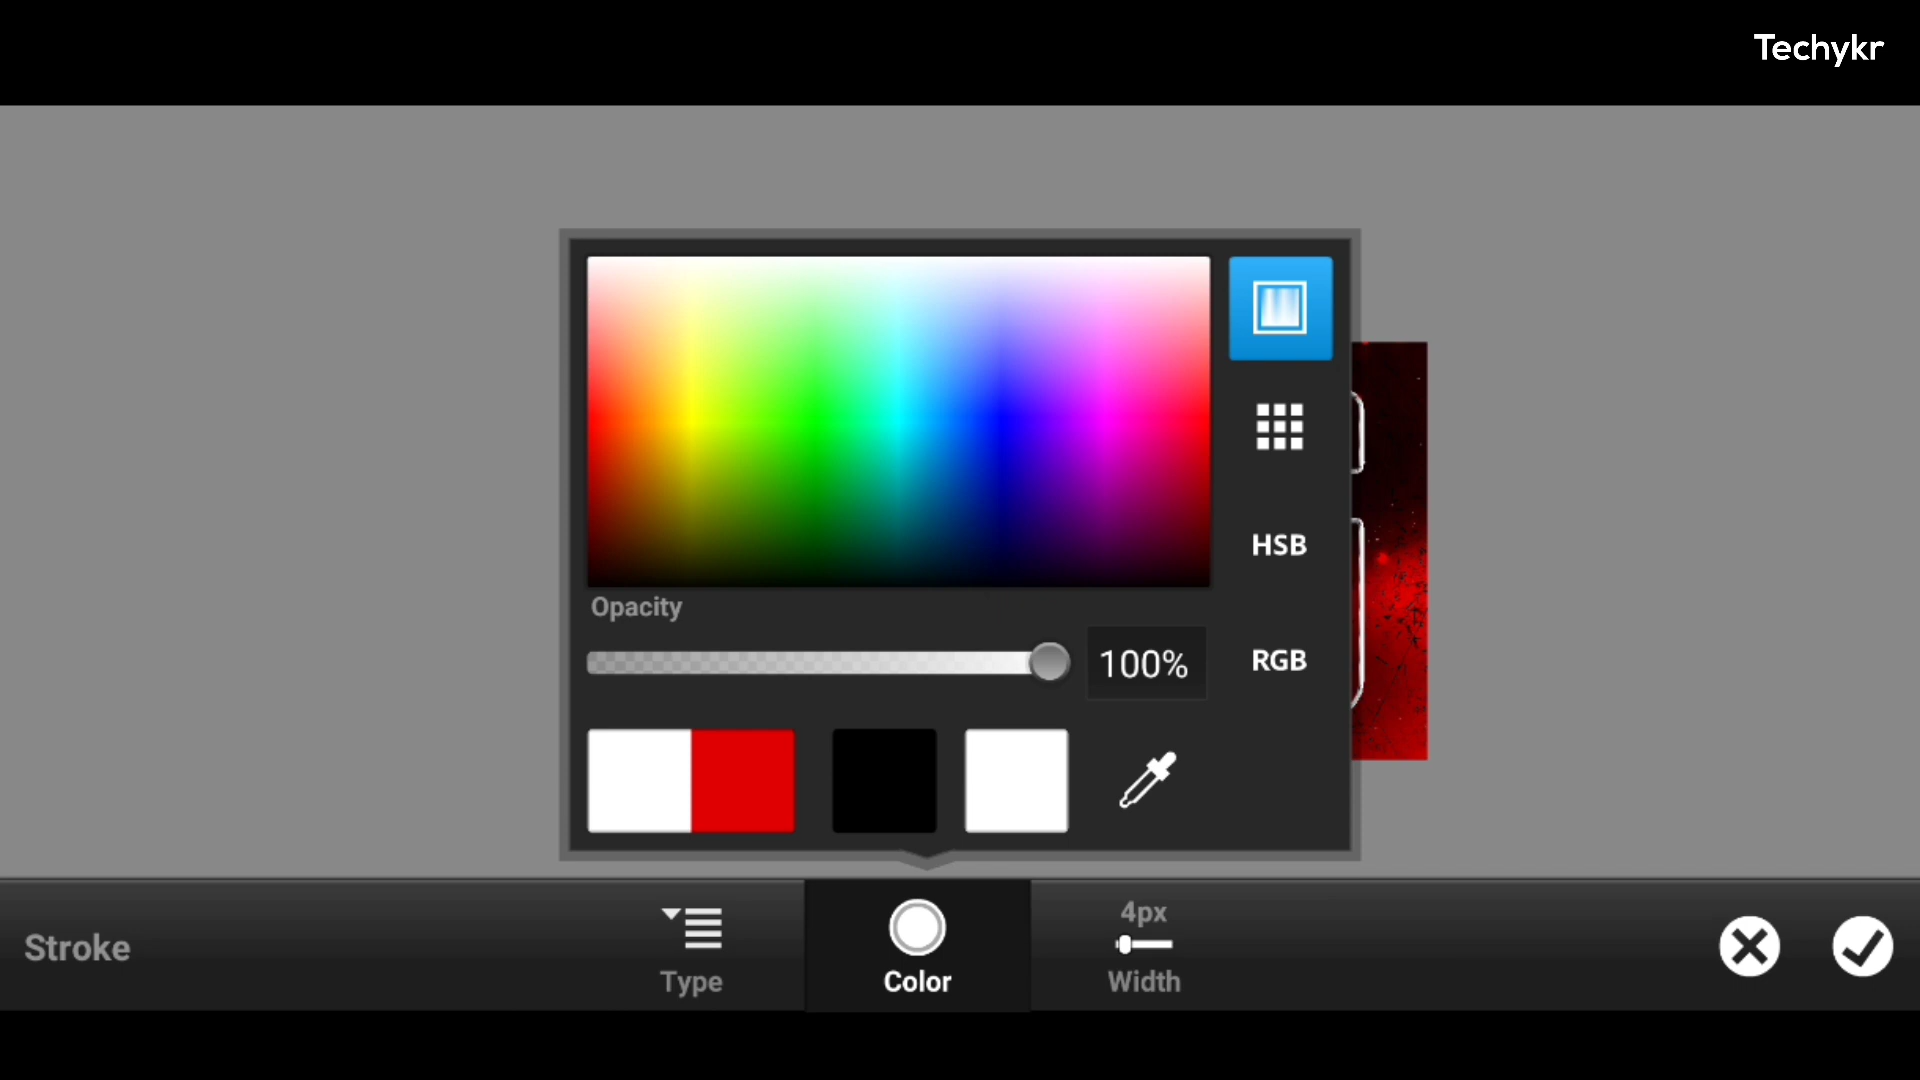 Techykr
HSB
Opacity
100%
RGB
Stroke
Type
Color
4px
Width